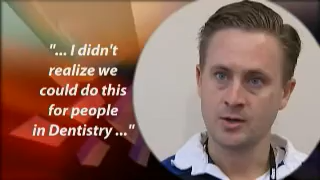 "... I didn't
realize we
could do this
for people
in Dentistry ..."